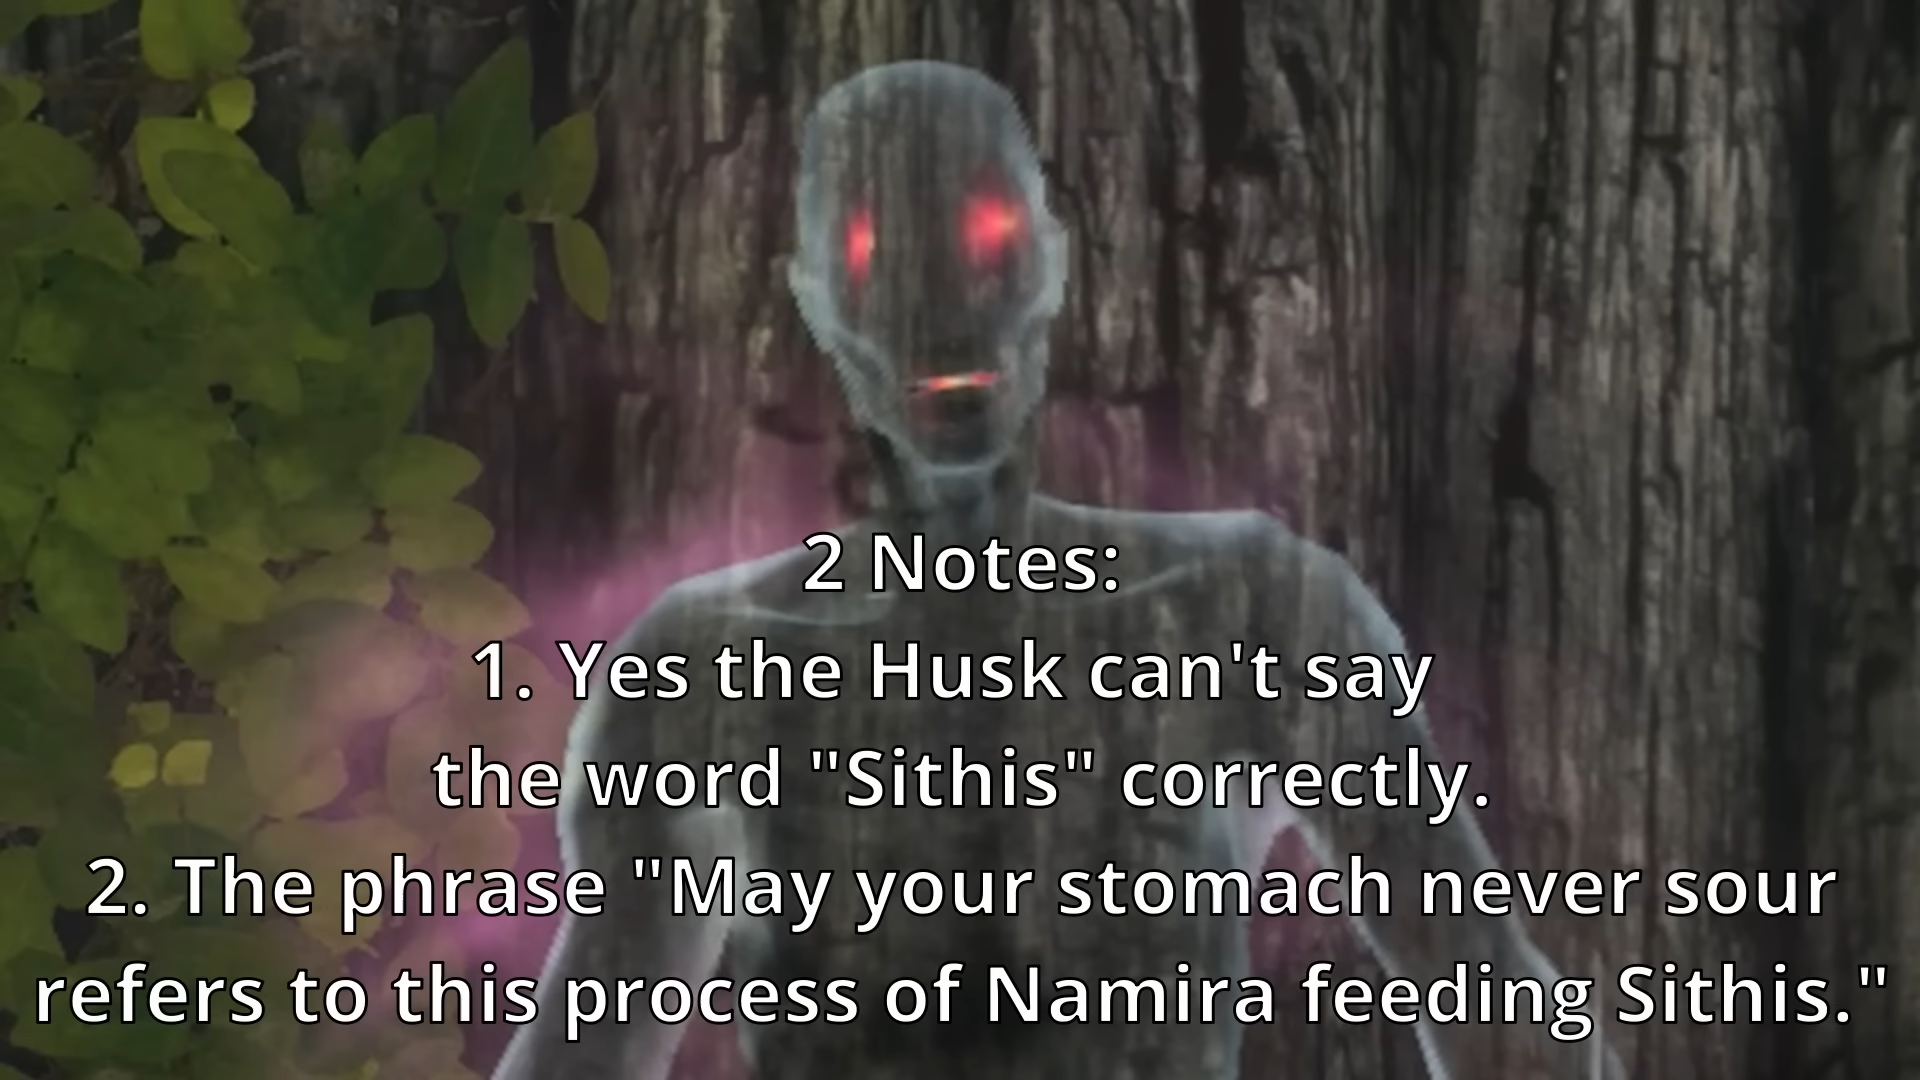 2 Notes:
1. Yes the Husk can't say
the word "Sithis" correctly.
2. The phrase "May your stomach never sour
refers to this process of Namira feeding Sithis."